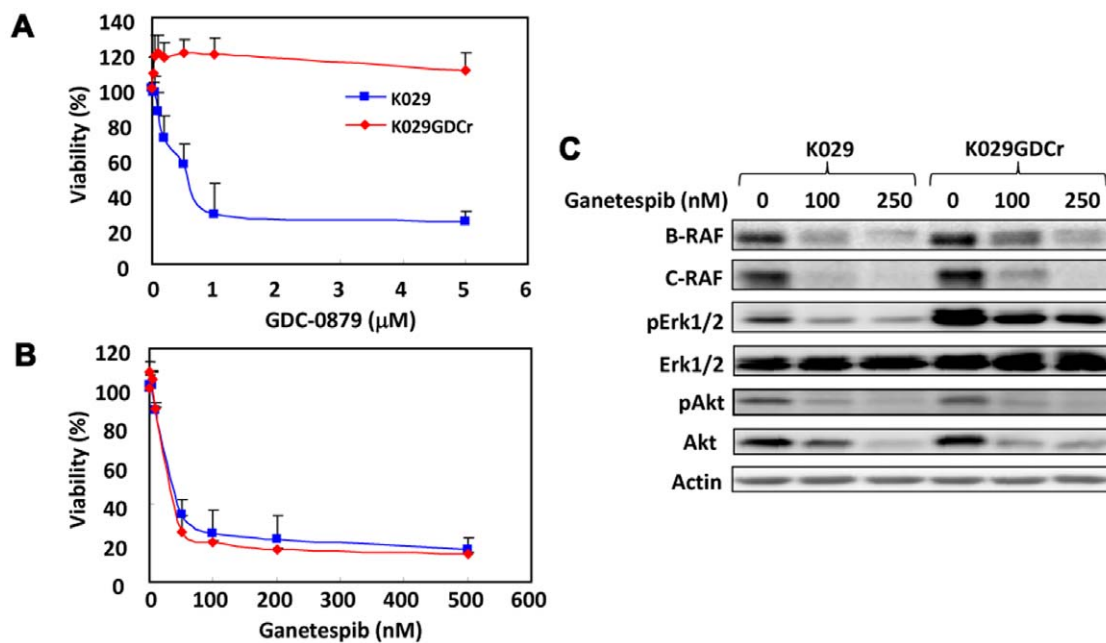 A
Viability (%)
140
120
100
80
60
40
20
0
K029
K029GDCr
0 1 2 3 4 5 6
GDC-0879 (µM)
B
Viability (%)
120
100
80
60
40
20
0
0 100 200 300 400 500 600
Ganetespib (nM)
C
K029 K029GDCr
Ganetespib (nM) 0 100 250 0 100 250
B-RAF
C-RAF
pErk1/2
Erk1/2
pAkt
Akt
Actin